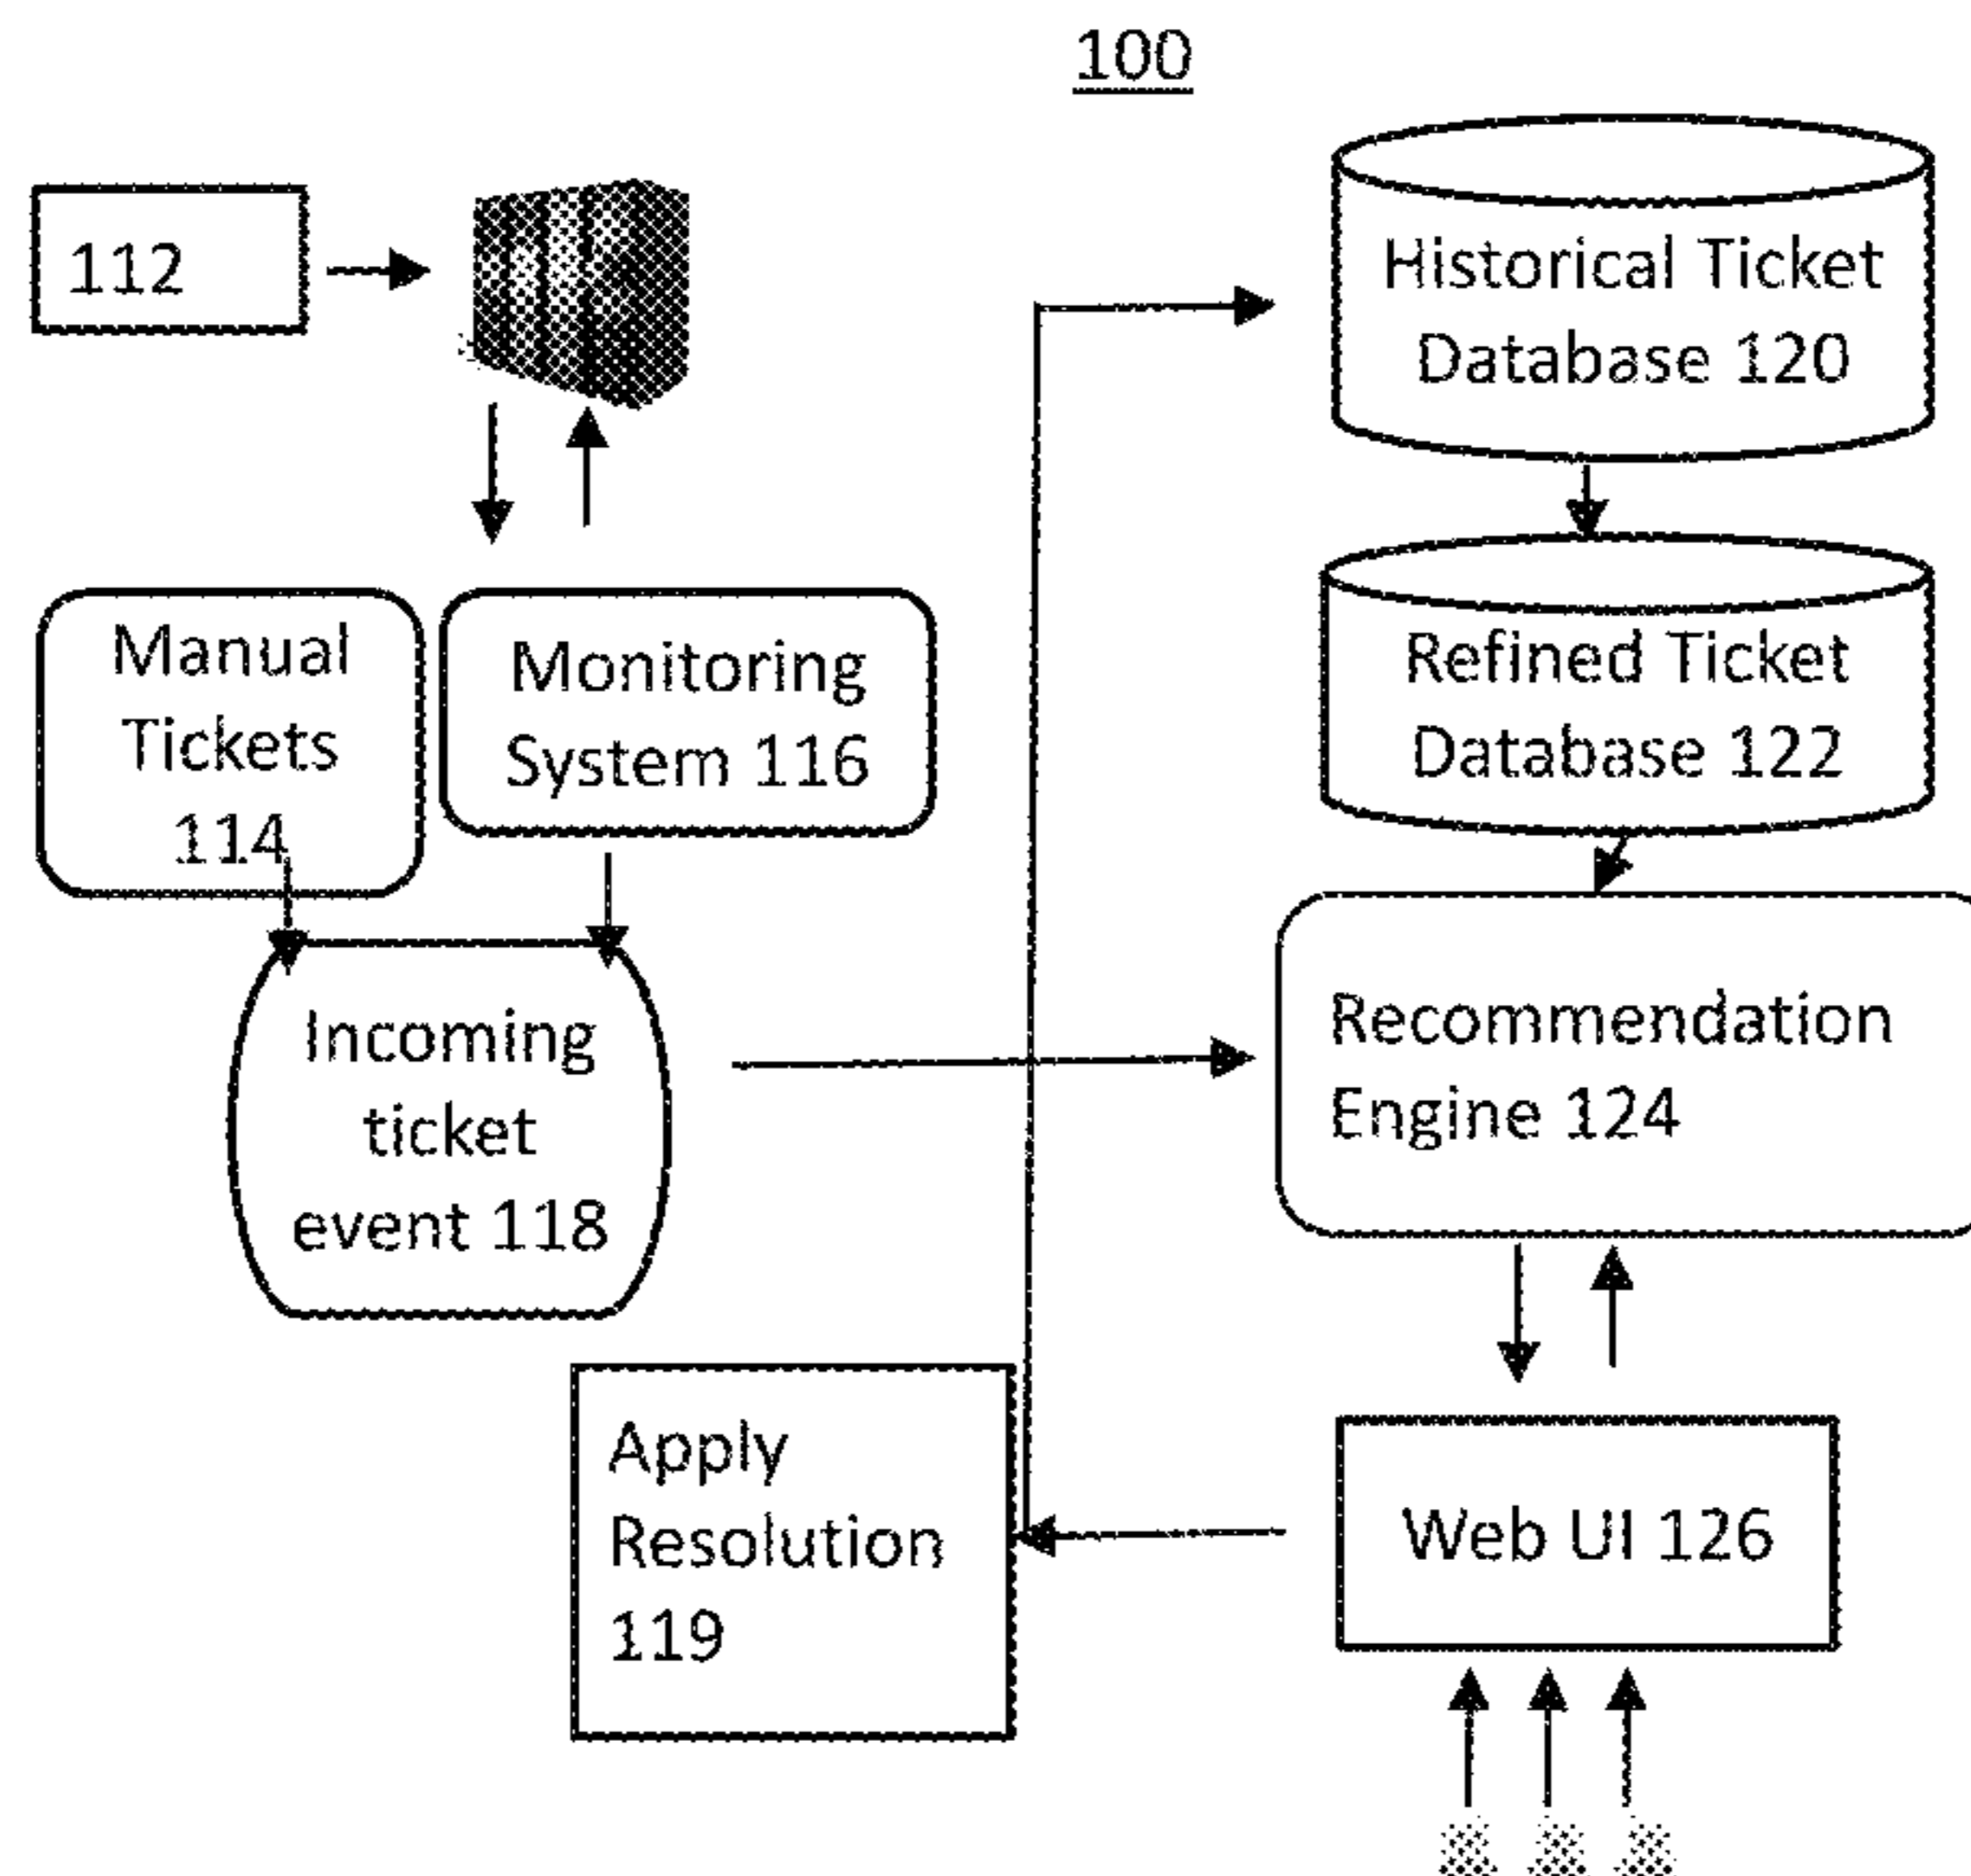 100
112
Historical Ticket
Database 120
Manual
Tickets
114
Monitoring
System 116
Refined Ticket
Database 122
Incoming
ticket
event 118
Recommendation
Engine 124
Apply
Resolution
119
Web UI 126